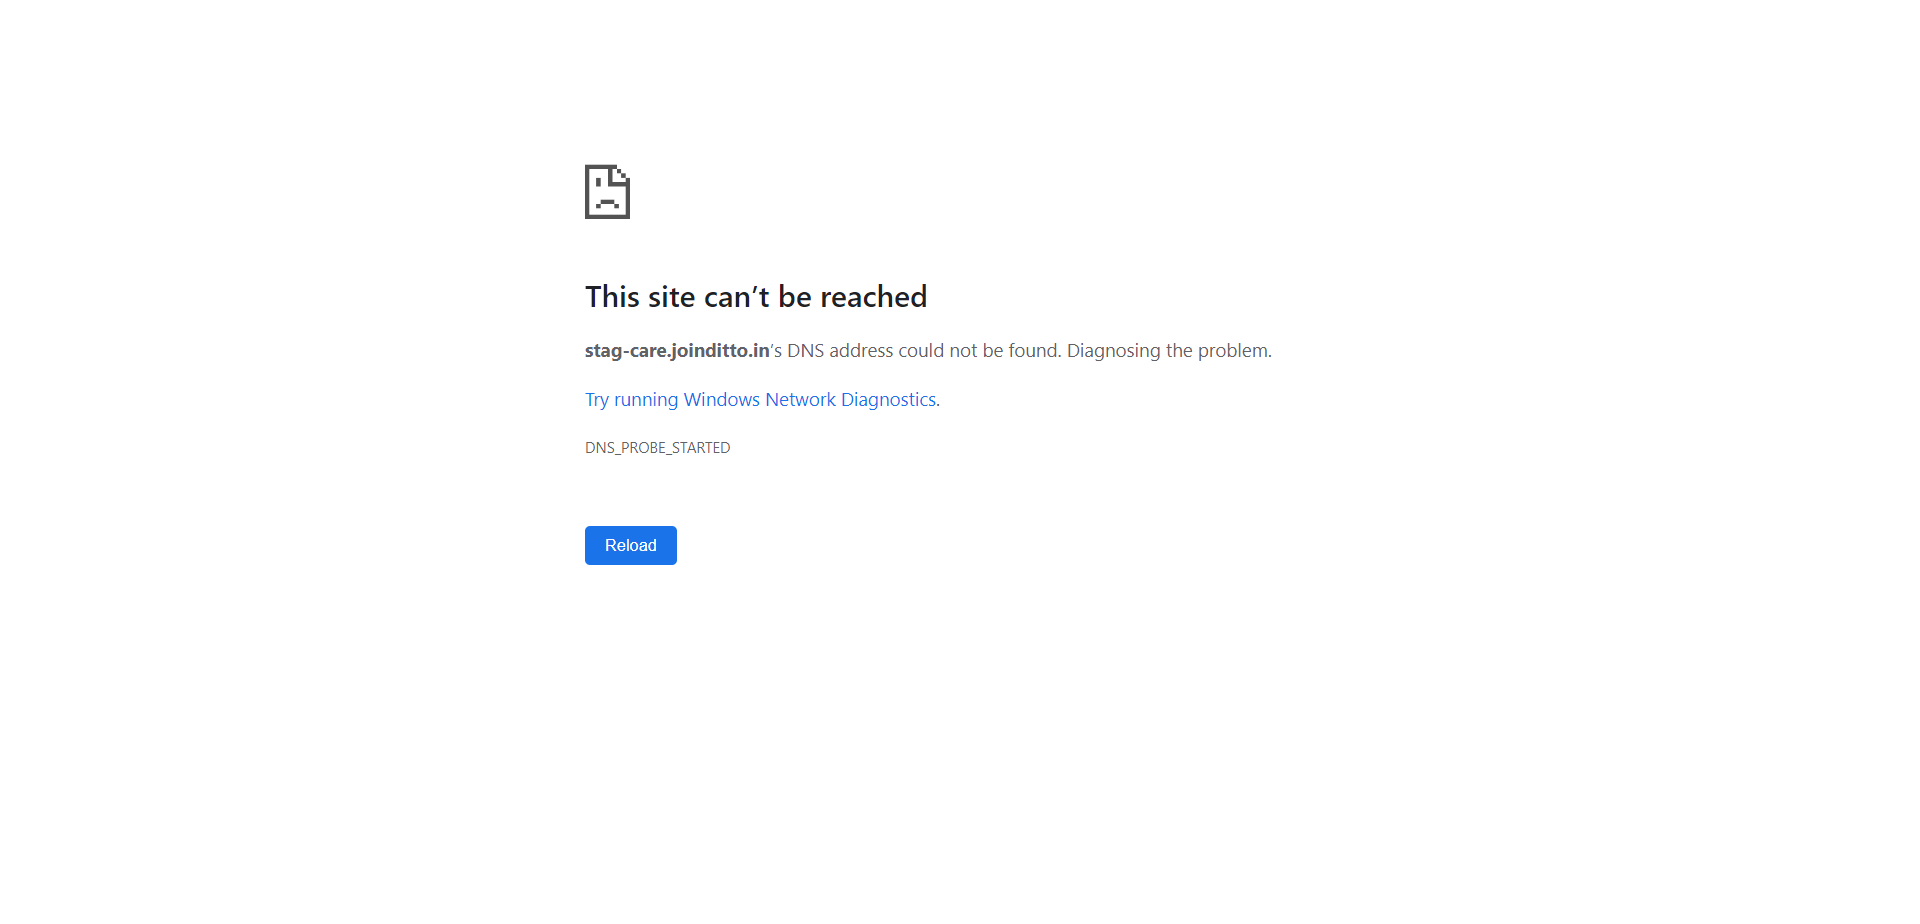 This site can’t be reached
stag-care.joinditto.in’s DNS address could not be found. Diagnosing the problem.
Try running Windows Network Diagnostics.
DNS_PROBE_STARTED
Reload